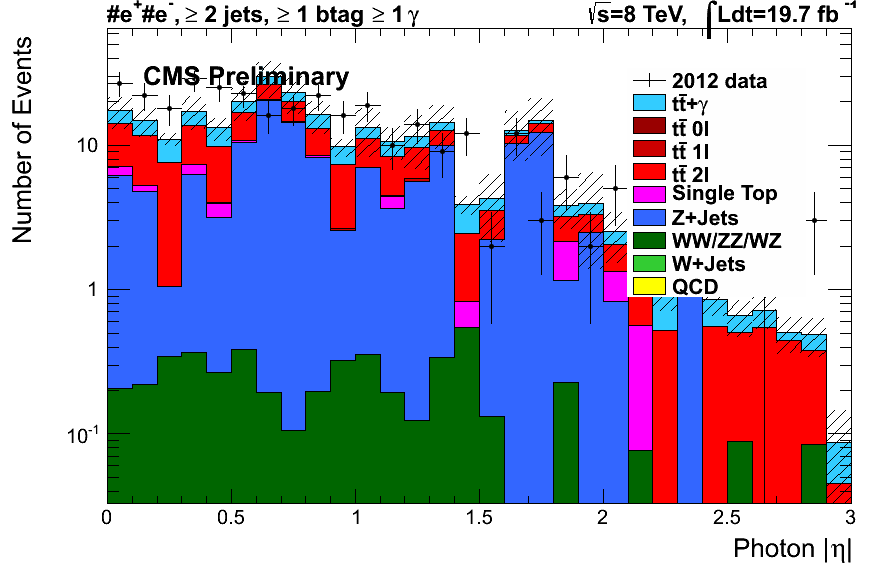 #e⁺#e⁻, ≥ 2 jets, ≥ 1 btag ≥ 1 γ
√s=8 TeV, ∫Ldt=19.7 fb⁻¹
CMS Preliminary
2012 data
tt̄+γ
tt̄ 0l
tt̄ 1l
tt̄ 2l
Single Top
Z+Jets
WW/ZZ/WZ
W+Jets
QCD
Number of Events
10
1
10⁻¹
0 0.5 1 1.5 2 2.5 3
Photon |η|